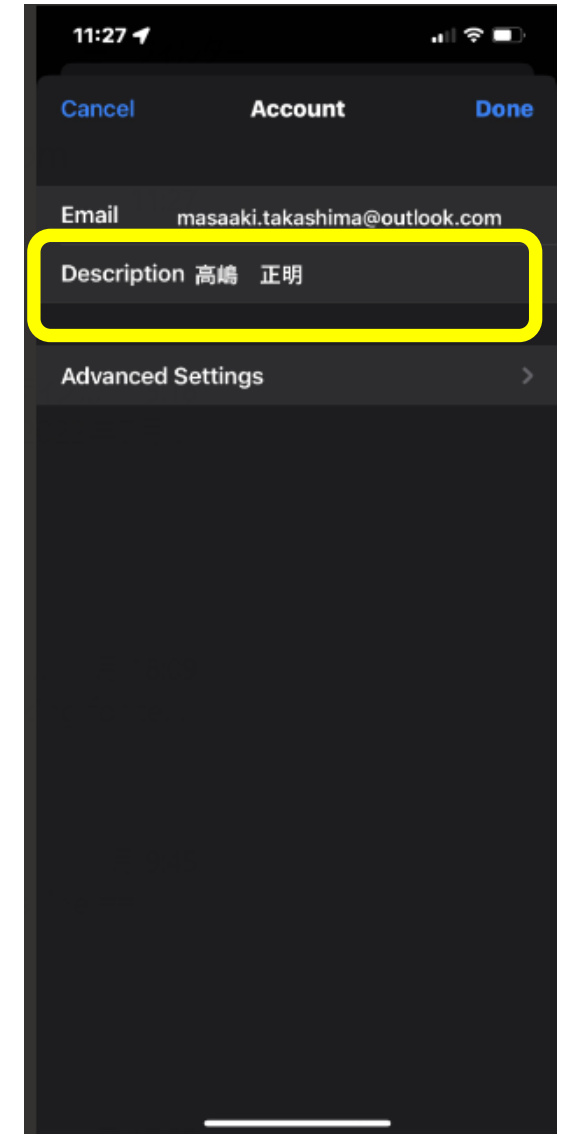 11:27
Cancel Account Done
Email masaaki.takashima@outlook.com
Description 高嶋　正明
Advanced Settings